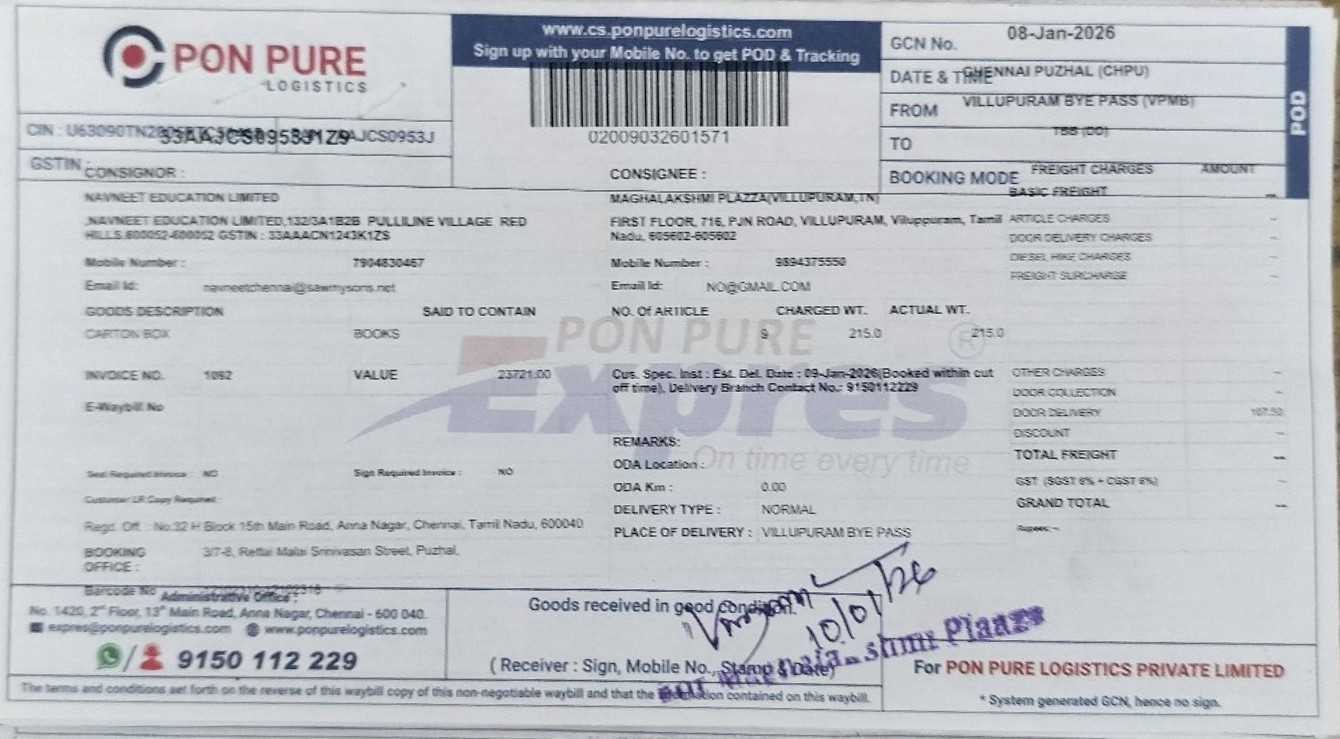 PON PURE
LOGISTICS
www.cs.ponpurelogistics.com
Sign up with your Mobile No. to get POD & Tracking
02009032601571
GCN No.
08-Jan-2026
DATE & TIME
CHENNAI PUZHAL (CHPU)
FROM
VILLUPURAM BYE PASS (VPMB)
TO
TBB (DD)
BOOKING MODE
POD
CIN :
33AAJCS0953J1Z9
GSTIN :
CONSIGNOR :
NAVNEET EDUCATION LIMITED
,NAVNEET EDUCATION LIMITED,132/3A1B2B PULLILINE VILLAGE RED
HILLS,600052-600052 GSTIN : 33AAACN1243K1ZS
Mobile Number : 7904830467
Email Id: navneetchennai@sawmysons.net
CONSIGNEE :
MAGHALAKSHMI PLAZZA(VILLUPURAM,TN)
FIRST FLOOR, 716, PJN ROAD, VILLUPURAM, Viluppuram, Tamil
Nadu, 605602-605602
Mobile Number : 9894375550
Email Id: NO@GMAIL.COM
FREIGHT CHARGES AMOUNT
BASIC FREIGHT --
ARTICLE CHARGES --
DOOR DELIVERY CHARGES --
DIESEL HIKE CHARGES --
FREIGHT SURCHARGE --
GOODS DESCRIPTION SAID TO CONTAIN NO. Of ARTICLE CHARGED WT. ACTUAL WT.
CARTON BOX BOOKS 9 215.0 215.0
PON PURE
Expres
On time every time
INVOICE NO. 1092 VALUE 23721.00
E-Waybill No
Cus. Spec. Inst : Est. Del. Date : 09-Jan-2026(Booked within cut
off time), Delivery Branch Contact No.: 9150112229
OTHER CHARGES --
DOOR COLLECTION --
DOOR DELIVERY 107.50
DISCOUNT --
TOTAL FREIGHT --
GST (SGST 6% + CGST 6%) --
GRAND TOTAL --
Rupees: --
REMARKS:
ODA Location :
ODA Km : 0.00
DELIVERY TYPE : NORMAL
PLACE OF DELIVERY : VILLUPURAM BYE PASS
Seal Required Invoice : NO Sign Required Invoice : NO
Customer LR Copy Required :
Regd. Off. : No:32 H Block 15th Main Road, Anna Nagar, Chennai, Tamil Nadu, 600040
BOOKING
OFFICE :
3/7-8, Rettai Malai Srinivasan Street, Puzhal,
Barcode No
Administrative Office :
No. 1420, 2nd Floor, 13th Main Road, Anna Nagar, Chennai - 600 040.
expres@ponpurelogistics.com www.ponpurelogistics.com
9150 112 229
Goods received in good condition.
10/01/26
( Receiver : Sign, Mobile No., Stamp & Date)
For PON PURE LOGISTICS PRIVATE LIMITED
* System generated GCN, hence no sign.
The terms and conditions set forth on the reverse of this waybill copy of this non-negotiable waybill and that the information contained on this waybill.